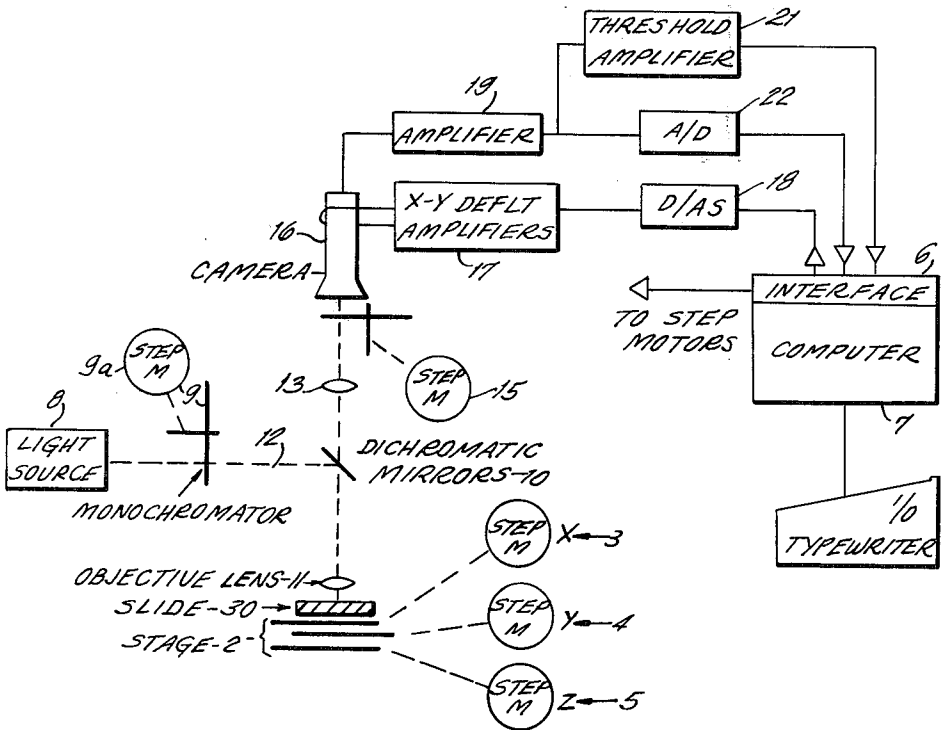 21
THRESHOLD
AMPLIFIER
19
AMPLIFIER
22
A/D
18
D/AS
X-Y DEFLT
AMPLIFIERS
17
16
CAMERA
6
INTERFACE
COMPUTER
7
TO STEP
MOTORS
STEP
M
9a
9
13
STEP
M
15
8
LIGHT
SOURCE
12
DICHROMATIC
MIRRORS-10
MONOCHROMATOR
I/O
TYPEWRITER
STEP
M
X
3
OBJECTIVE LENS-11
SLIDE-30
STAGE-2
STEP
M
Y
4
STEP
M
Z
5